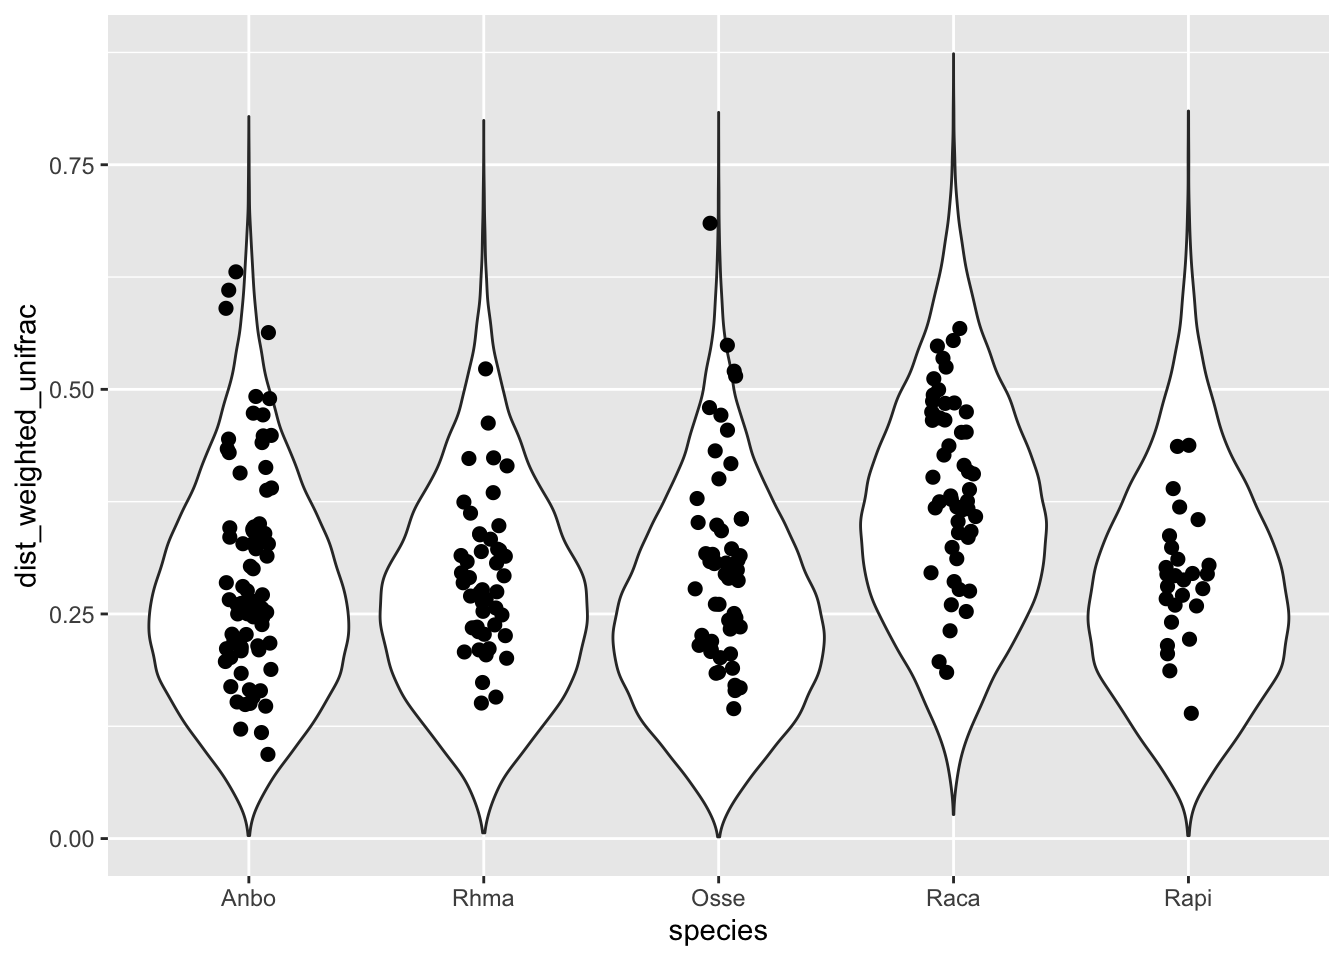 dist_weighted_unifrac
0.75
0.50
0.25
0.00
Anbo Rhma Osse Raca Rapi
species